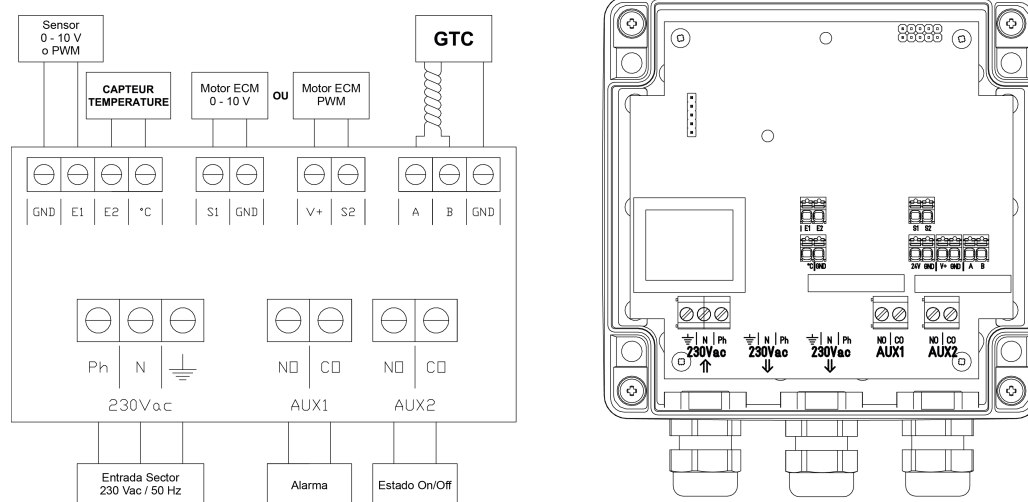 Sensor
0 - 10 V
o PWM
CAPTEUR
TEMPERATURE
Motor ECM
0 - 10 V
OU
Motor ECM
PWM
GTC
GND E1 E2 °C
S1 GND
V+ S2
A B GND
Ph N
230Vac
NO CO
AUX1
NO CO
AUX2
Entrada Sector
230 Vac / 50 Hz
Alarma
Estado On/Off
E1 E2
°C GND
S1 S2
24V GND V+ GND A B
N Ph
230Vac
N Ph
230Vac
N Ph
230Vac
NO CO
AUX1
NO CO
AUX2